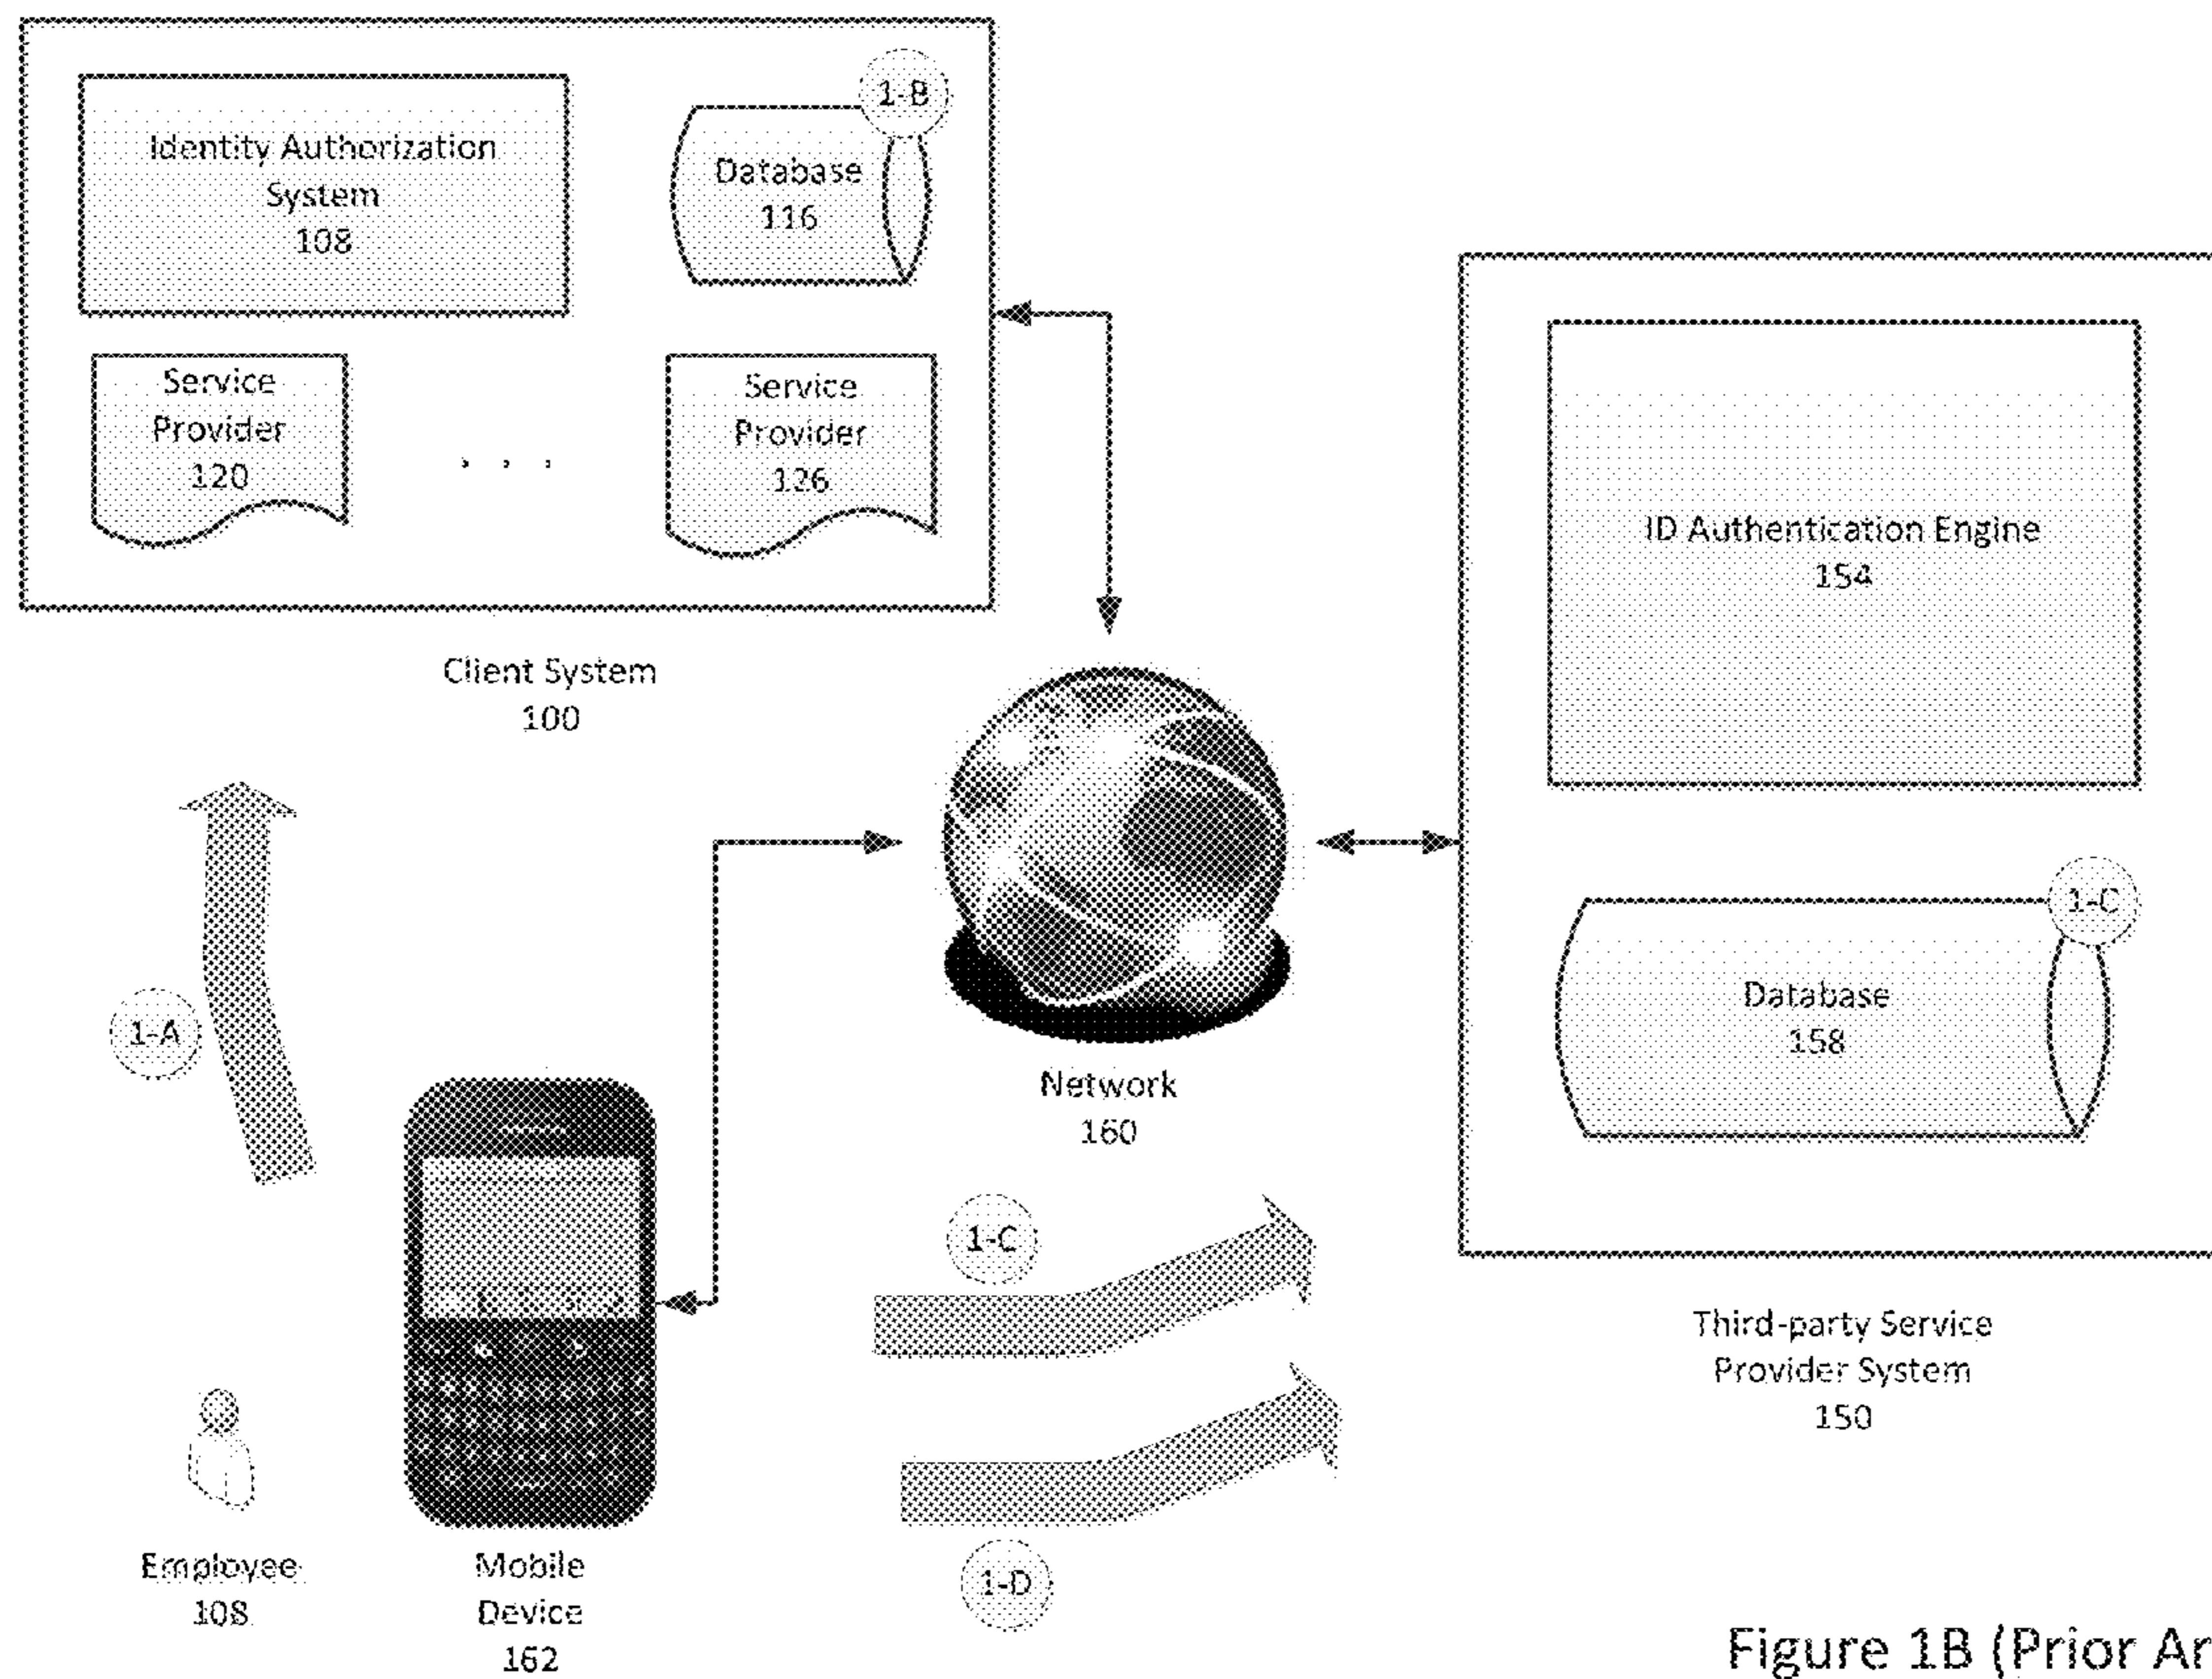 1-B
Identity Authorization
System
108
Database
116
Service
Provider
120
. . .
Service
Provider
126
Client System
100
ID Authentication Engine
154
1-C
Database
158
Third-party Service
Provider System
150
Network
160
1-A
1-C
1-D
Employee
108
Mobile
Device
162
Figure 1B (Prior Ar